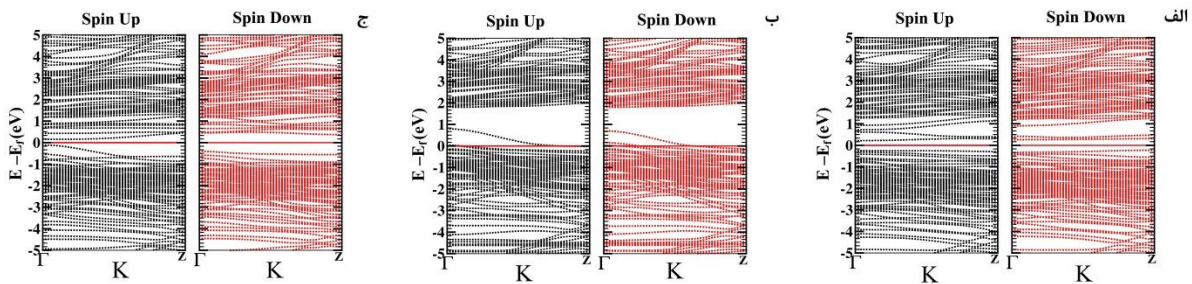 ج
Spin Up Spin Down
E –E_f(eV)
5
4
3
2
1
0
-1
-2
-3
-4
-5
Γ Γ z
K K
ب
Spin Up Spin Down
E –E_f(eV)
5
4
3
2
1
0
-1
-2
-3
-4
-5
Γ Γ z
K K
الف
Spin Up Spin Down
E –E_f(eV)
5
4
3
2
1
0
-1
-2
-3
-4
-5
Γ Γ z
K K